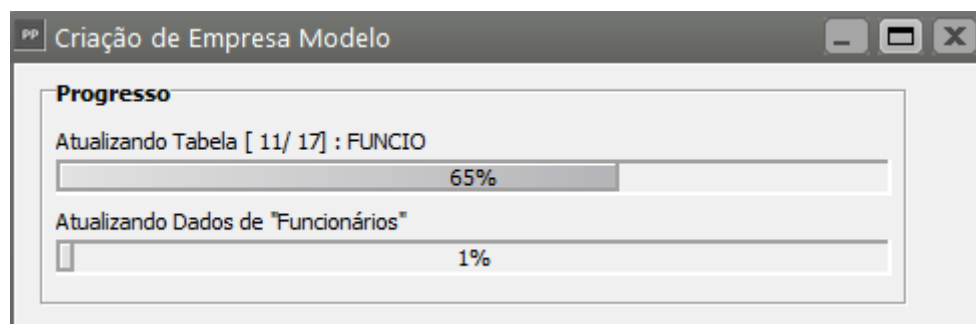 PP Criação de Empresa Modelo
Progresso
Atualizando Tabela [ 11/ 17] : FUNCIO
65%
Atualizando Dados de "Funcionários"
1%